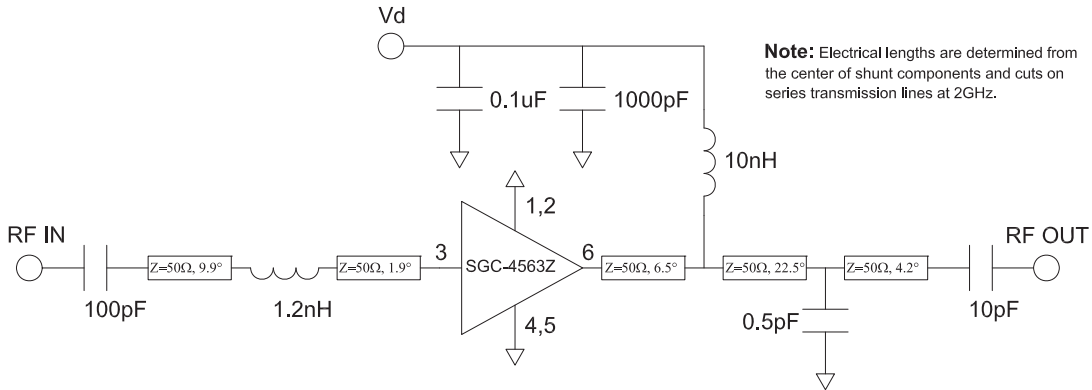 Vd
Note: Electrical lengths are determined from
the center of shunt components and cuts on
series transmission lines at 2GHz.
0.1uF
1000pF
10nH
1,2
RF IN
3
SGC-4563Z
6
RF OUT
Z=50Ω, 9.9°
Z=50Ω, 1.9°
Z=50Ω, 6.5°
Z=50Ω, 22.5°
Z=50Ω, 4.2°
100pF
1.2nH
4,5
0.5pF
10pF